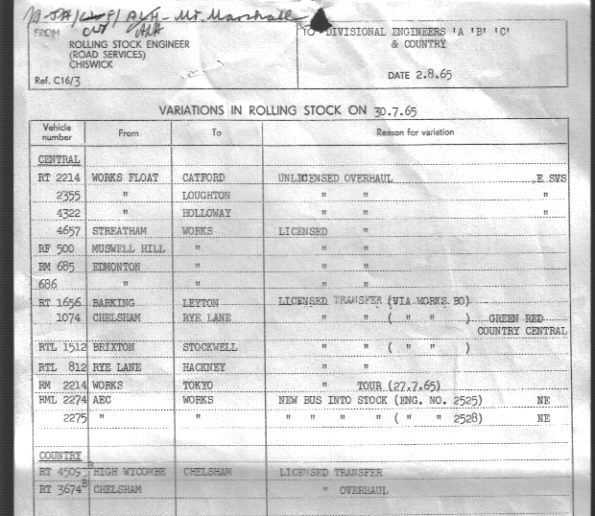 ALA - Mr. Marshall
FROM
ROLLING STOCK ENGINEER
(ROAD SERVICES)
CHISWICK
Ref. C16/3
TO DIVISIONAL ENGINEERS 'A 'B' 'C'
& COUNTRY
DATE 2.8.65
VARIATIONS IN ROLLING STOCK ON 30.7.65
Vehicle number From To Reason for variation
CENTRAL
RT 2214 WORKS FLOAT CATFORD UNLICENSED OVERHAUL E SVS
2355 " LOUGHTON " " "
4322 " HOLLOWAY " " "
4657 STREATHAM WORKS LICENSED "
RF 500 MUSWELL HILL " " "
RM 685 EDMONTON " " "
686 " " " "
RT 1656 BARKING LEYTON LICENSED TRANSFER (VIA WORKS BO)
1074 CHELSHAM RYE LANE " " ( " " ) GREEN RED
COUNTRY CENTRAL
RTL 1512 BRIXTON STOCKWELL " " ( " " )
RTL 812 RYE LANE HACKNEY " "
RM 2214 WORKS TOKYO " TOUR (27.7.65)
RML 2274 AEC WORKS NEW BUS INTO STOCK (ENG. NO. 2525) NE
2275 " " " " " " ( " " 2528) NE
COUNTRY
RT 4509 HIGH WYCOMBE CHELSHAM LICENSED TRANSFER
RT 3674 CHELSHAM " OVERHAUL